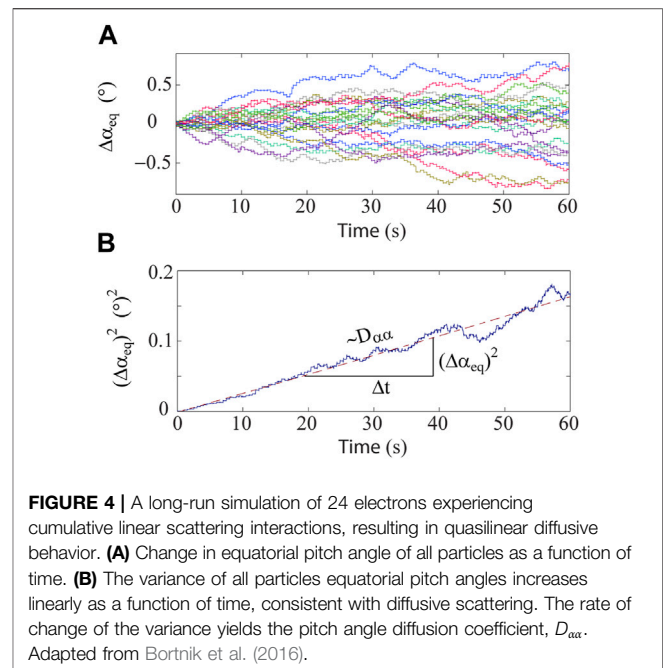 A
Δα_eq (°)
0.5
0
−0.5
0 10 20 30 40 50 60
Time (s)
B
(Δα_eq)² (°)²
0.2
0.1
0
~D_αα
(Δα_eq)²
Δt
0 10 20 30 40 50 60
Time (s)
FIGURE 4 | A long-run simulation of 24 electrons experiencing
cumulative linear scattering interactions, resulting in quasilinear diffusive
behavior. (A) Change in equatorial pitch angle of all particles as a function of
time. (B) The variance of all particles equatorial pitch angles increases
linearly as a function of time, consistent with diffusive scattering. The rate of
change of the variance yields the pitch angle diffusion coefficient, D_αα.
Adapted from Bortnik et al. (2016).